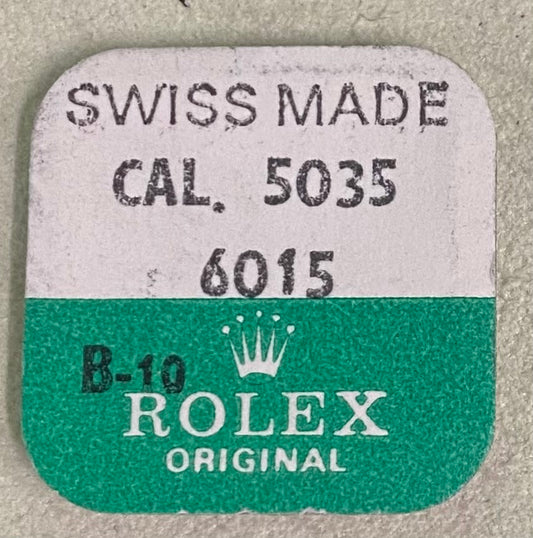 SWISS MADE
CAL. 5035
6015
B-10
ROLEX
ORIGINAL